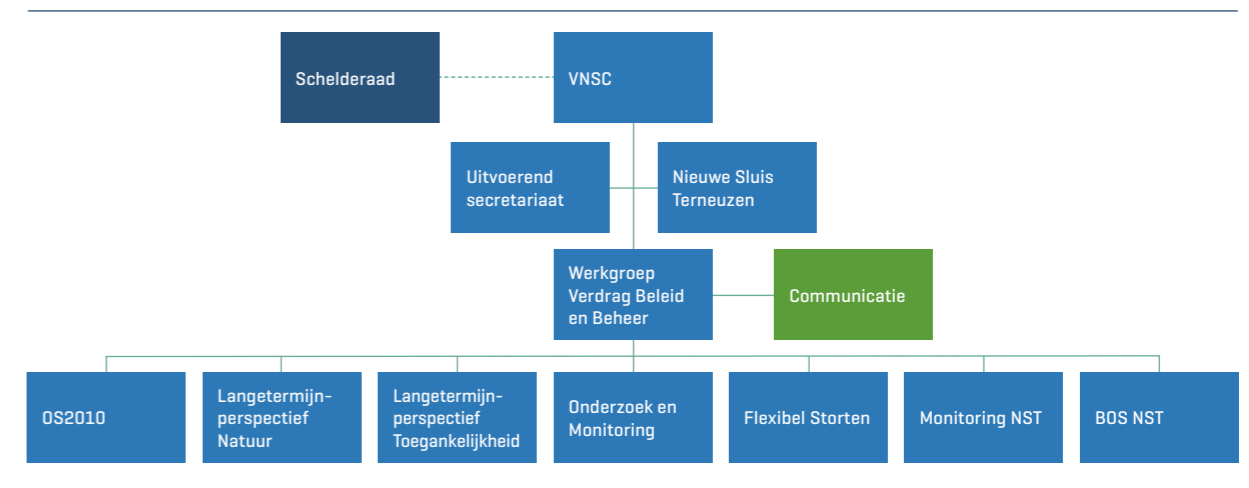 Schelderaad
VNSC
Uitvoerend
secretariaat
Nieuwe Sluis
Terneuzen
Werkgroep
Verdrag Beleid
en Beheer
Communicatie
OS2010
Langetermijn-
perspectief
Natuur
Langetermijn-
perspectief
Toegankelijkheid
Onderzoek en
Monitoring
Flexibel Storten
Monitoring NST
BOS NST